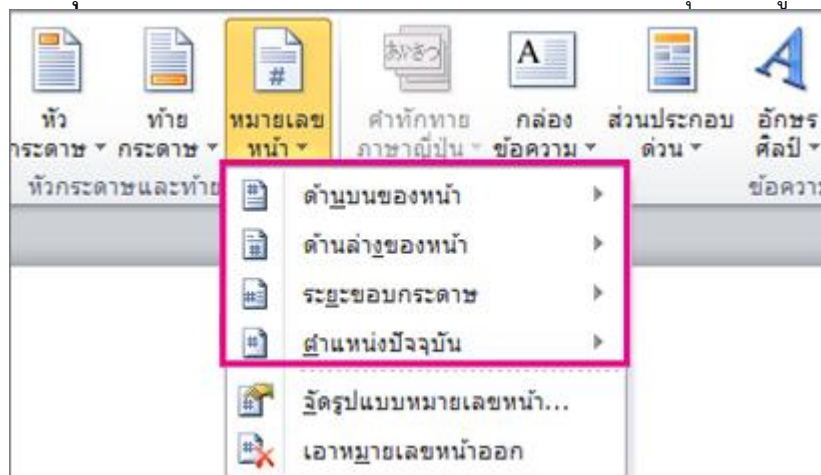 หัว ท้าย หมายเลข คำทักทาย กล่อง ส่วนประกอบ อักษร
กระดาษ กระดาษ หน้า ภาษาญี่ปุ่น ข้อความ ด่วน ศิลป์
หัวกระดาษและท้าย ข้อความ
ด้านบนของหน้า
ด้านล่างของหน้า
ระยะขอบกระดาษ
ตำแหน่งปัจจุบัน
จัดรูปแบบหมายเลขหน้า...
เอาหมายเลขหน้าออก